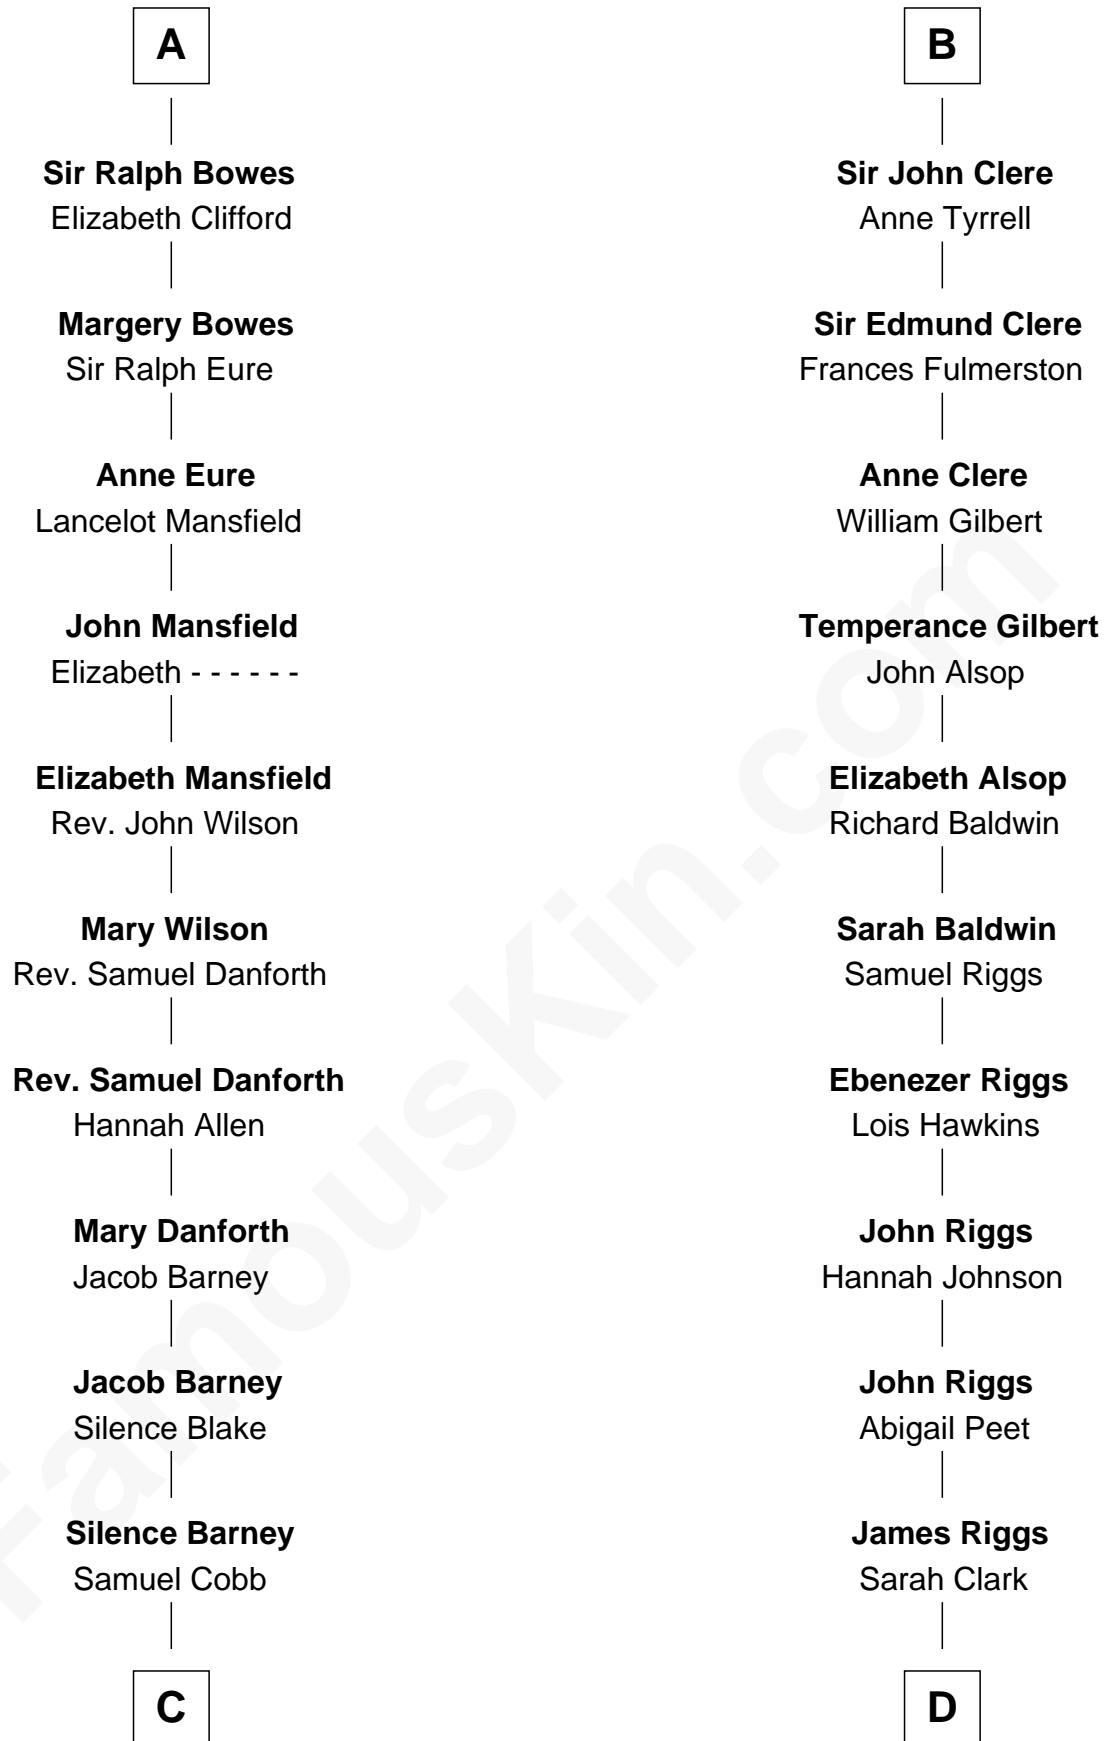 A
Sir Ralph Bowes
Elizabeth Clifford
Margery Bowes
Sir Ralph Eure
Anne Eure
Lancelot Mansfield
John Mansfield
Elizabeth - - - - - -
Elizabeth Mansfield
Rev. John Wilson
Mary Wilson
Rev. Samuel Danforth
Rev. Samuel Danforth
Hannah Allen
Mary Danforth
Jacob Barney
Jacob Barney
Silence Blake
Silence Barney
Samuel Cobb
C
B
Sir John Clere
Anne Tyrrell
Sir Edmund Clere
Frances Fulmerston
Anne Clere
William Gilbert
Temperance Gilbert
John Alsop
Elizabeth Alsop
Richard Baldwin
Sarah Baldwin
Samuel Riggs
Ebenezer Riggs
Lois Hawkins
John Riggs
Hannah Johnson
John Riggs
Abigail Peet
James Riggs
Sarah Clark
D
FamousKin.com